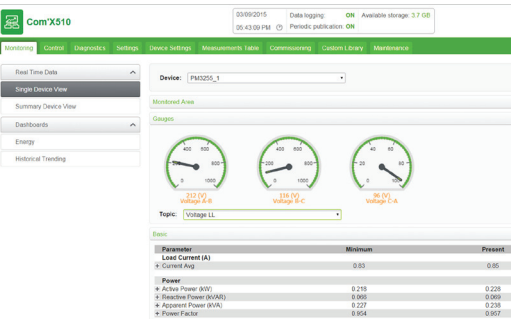 Com'X510
03/09/2015
05:43:09 PM
Data logging: ON
Available storage: 3.7 GB
Periodic publication: ON
Monitoring Control Diagnostics Settings Device Settings Measurements Table Commissioning Custom Library Maintenance
Real Time Data
Single Device View
Summary Device View
Dashboards
Energy
Historical Trending
Device: PM3255_1
Monitored Area
Gauges
400 600
800
0 1000
212 (V)
Voltage A-B
400 600
200 800
0 1000
116 (V)
Voltage B-C
40 60
20 80
0 100
96 (V)
Voltage C-A
Topic: Voltage LL
Basic
Parameter Minimum Present
Load Current (A)
+ Current Avg 0.83 0.85
Power
+ Active Power (kW) 0.218 0.228
+ Reactive Power (kVAR) 0.066 0.069
+ Apparent Power (kVA) 0.227 0.238
+ Power Factor 0.954 0.957